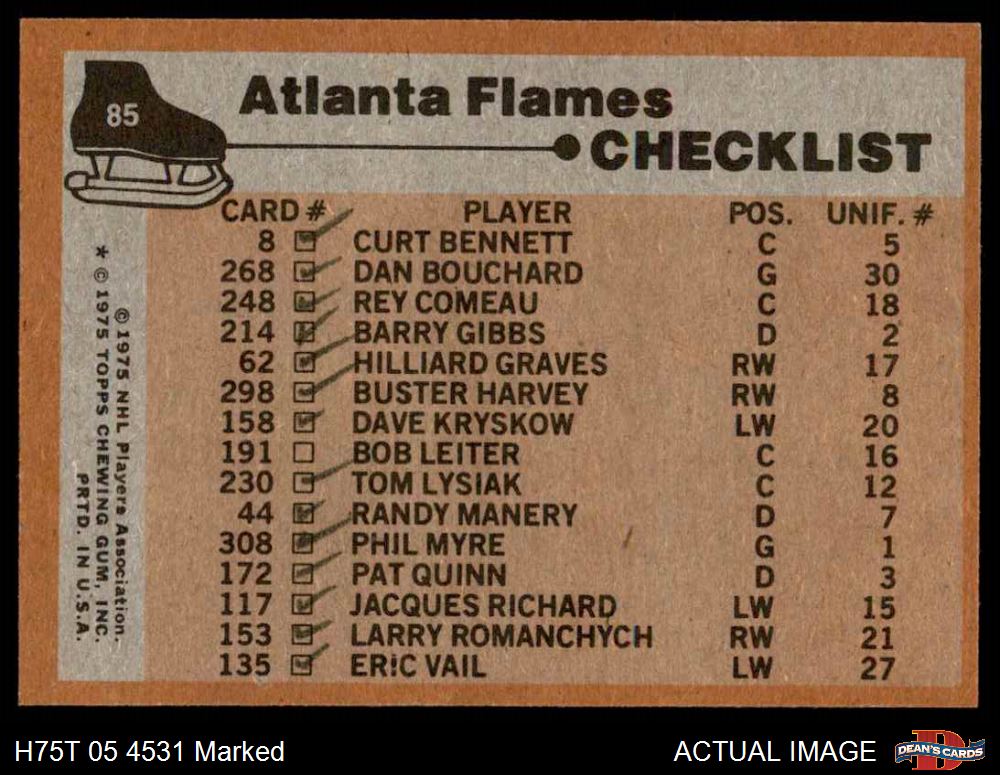 85
Atlanta Flames
CHECKLIST
CARD # PLAYER POS. UNIF. #
8 CURT BENNETT C 5
268 DAN BOUCHARD G 30
248 REY COMEAU C 18
214 BARRY GIBBS D 2
62 HILLIARD GRAVES RW 17
298 BUSTER HARVEY RW 8
158 DAVE KRYSKOW LW 20
191 BOB LEITER C 16
230 TOM LYSIAK C 12
44 RANDY MANERY D 7
308 PHIL MYRE G 1
172 PAT QUINN D 3
117 JACQUES RICHARD LW 15
153 LARRY ROMANCHYCH RW 21
135 ERIC VAIL LW 27
© 1975 NHL Players Association.
* © 1975 TOPPS CHEWING GUM, INC.
PRTD. IN U.S.A.
H75T 05 4531 Marked
ACTUAL IMAGE
DEAN'S CARDS